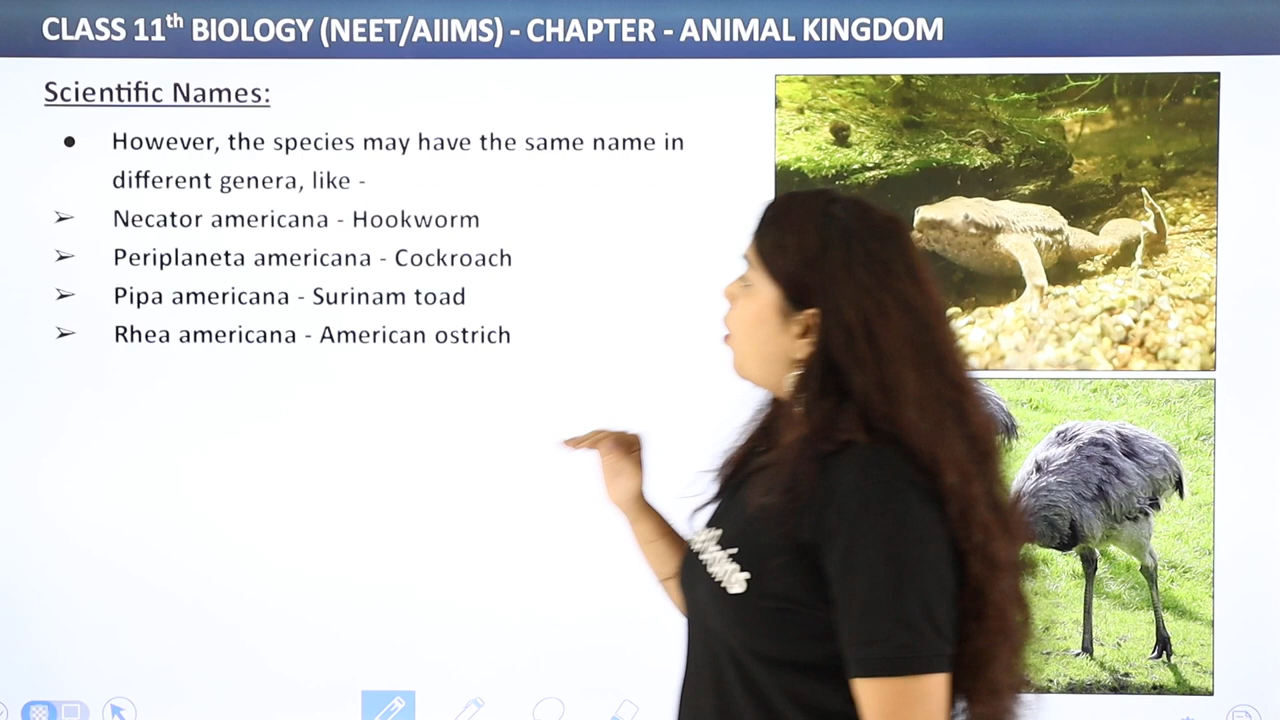 CLASS 11th BIOLOGY (NEET/AIIMS) - CHAPTER - ANIMAL KINGDOM
Scientific Names:
● However, the species may have the same name in
different genera, like -
➢ Necator americana - Hookworm
➢ Periplaneta americana - Cockroach
➢ Pipa americana - Surinam toad
➢ Rhea americana - American ostrich